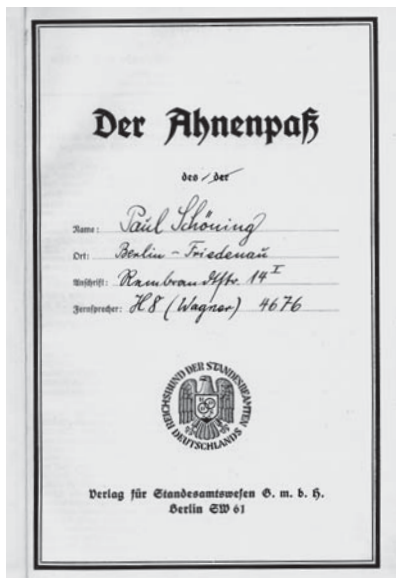 Der Ahnenpaß
des / der
Name: Paul Schöning
Ort: Berlin - Friedenau
Anschrift: Rembrandtstr. 14 I
Fernsprecher: H8 (Wagner) 4676
REICHSBUND DER STANDESBEAMTEN DEUTSCHLANDS
Verlag für Standesamtswesen G. m. b. H.
Berlin SW 61